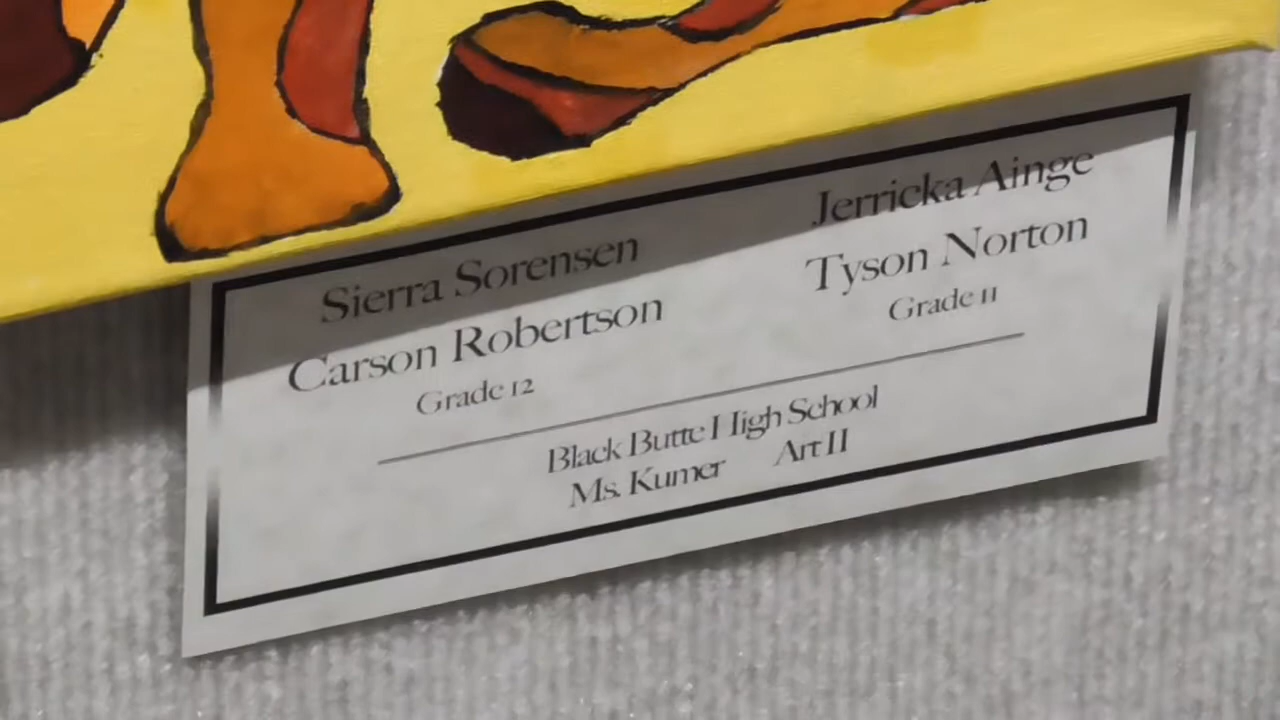 Sierra Sorensen
Carson Robertson
Grade 12
Jerricka Ainge
Tyson Norton
Grade 11
Black Butte High School
Ms. Kumer Art II